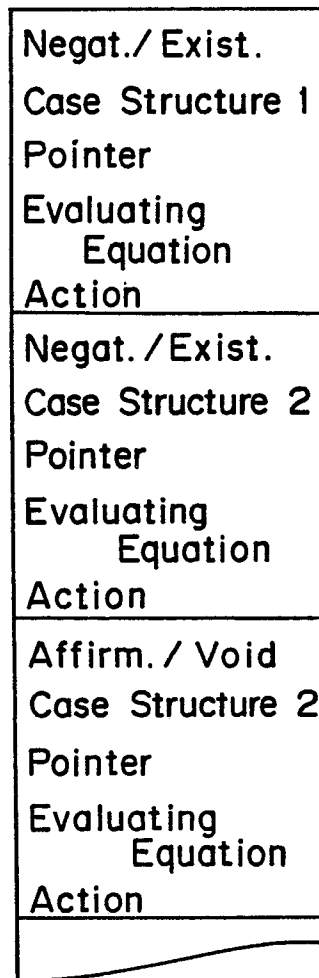 Negat./Exist.
Case Structure 1
Pointer
Evaluating
Equation
Action
Negat./Exist.
Case Structure 2
Pointer
Evaluating
Equation
Action
Affirm./ Void
Case Structure 2
Pointer
Evaluating
Equation
Action